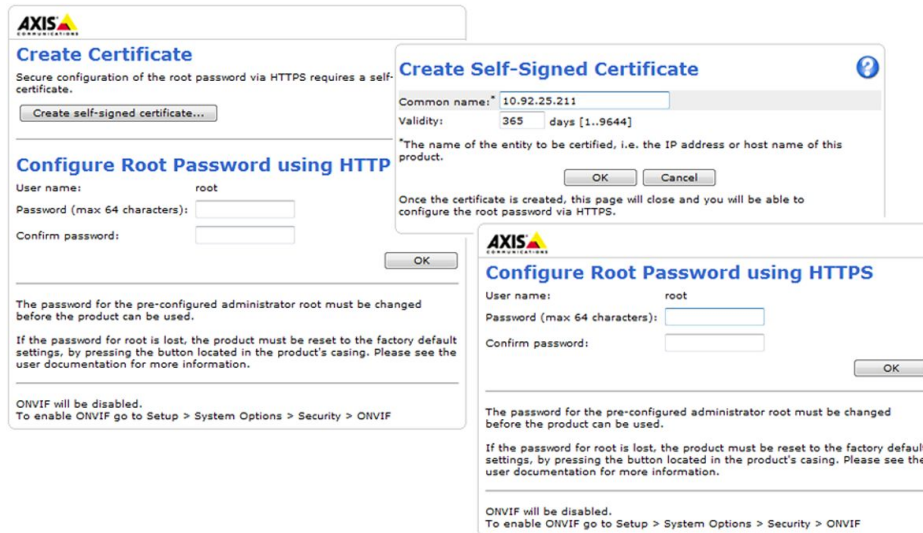 AXIS
COMMUNICATIONS
Create Certificate
Secure configuration of the root password via HTTPS requires a self-
certificate.
Create self-signed certificate...
Configure Root Password using HTTP
User name: root
Password (max 64 characters):
Confirm password:
OK
The password for the pre-configured administrator root must be changed
before the product can be used.
If the password for root is lost, the product must be reset to the factory default
settings, by pressing the button located in the product's casing. Please see the
user documentation for more information.
ONVIF will be disabled.
To enable ONVIF go to Setup > System Options > Security > ONVIF
Create Self-Signed Certificate
?
Common name:* 10.92.25.211
Validity: 365 days [1..9644]
*The name of the entity to be certified, i.e. the IP address or host name of this
product.
OK Cancel
Once the certificate is created, this page will close and you will be able to
configure the root password via HTTPS.
AXIS
COMMUNICATIONS
Configure Root Password using HTTPS
User name: root
Password (max 64 characters):
Confirm password:
OK
The password for the pre-configured administrator root must be changed
before the product can be used.
If the password for root is lost, the product must be reset to the factory default
settings, by pressing the button located in the product's casing. Please see the
user documentation for more information.
ONVIF will be disabled.
To enable ONVIF go to Setup > System Options > Security > ONVIF